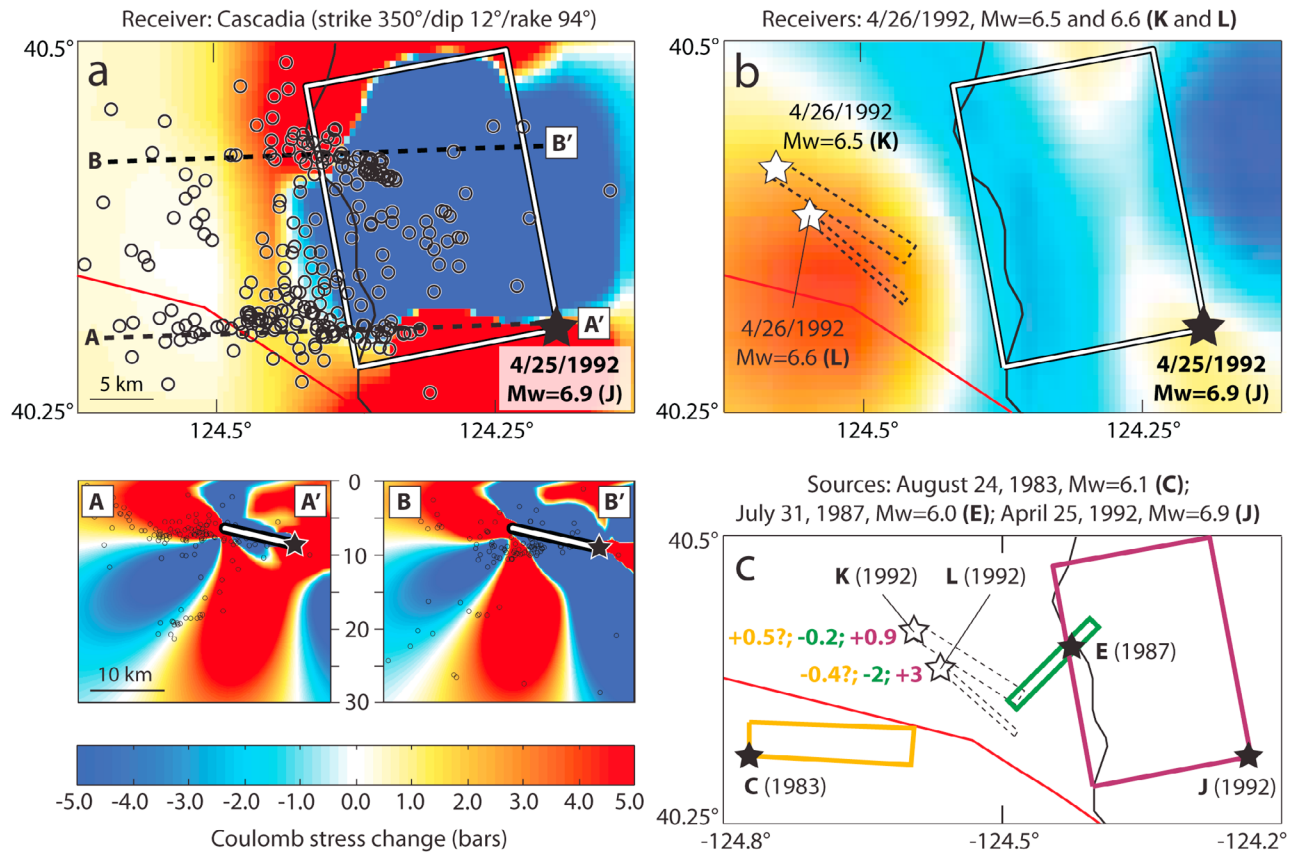 Receiver: Cascadia (strike 350°/dip 12°/rake 94°)
40.5°
a
B
B′
A
A′
5 km
4/25/1992
Mw=6.9 (J)
40.25°
124.5°
124.25°
Receivers: 4/26/1992, Mw=6.5 and 6.6 (K and L)
40.5°
b
4/26/1992
Mw=6.5 (K)
4/26/1992
Mw=6.6 (L)
4/25/1992
Mw=6.9 (J)
40.25°
124.5°
124.25°
A
A′
0
B
B′
10
20
10 km
30
-5.0 -4.0 -3.0 -2.0 -1.0 0.0 1.0 2.0 3.0 4.0 5.0
Coulomb stress change (bars)
Sources: August 24, 1983, Mw=6.1 (C);
July 31, 1987, Mw=6.0 (E); April 25, 1992, Mw=6.9 (J)
40.5°
C
K (1992)
L (1992)
+0.5?; -0.2; +0.9
-0.4?; -2; +3
E (1987)
C (1983)
J (1992)
40.25°
-124.8°
-124.5°
-124.2°